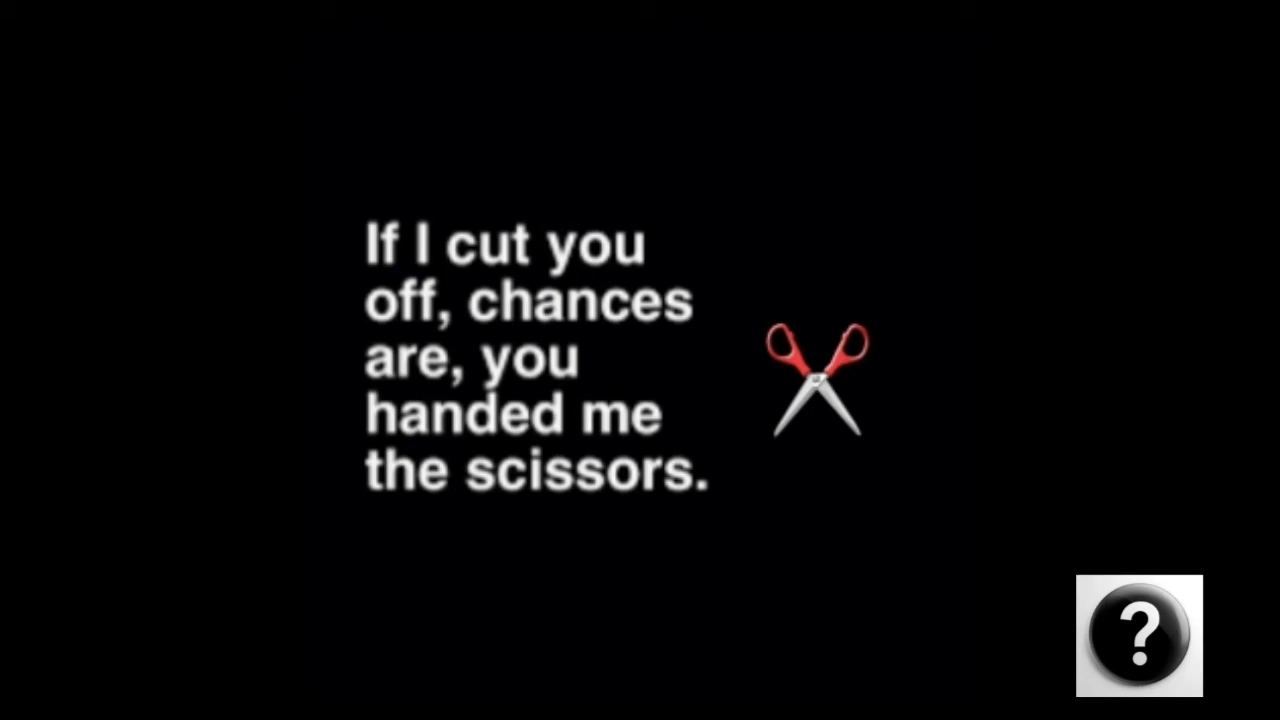 If I cut you
off, chances
are, you
handed me
the scissors.
?